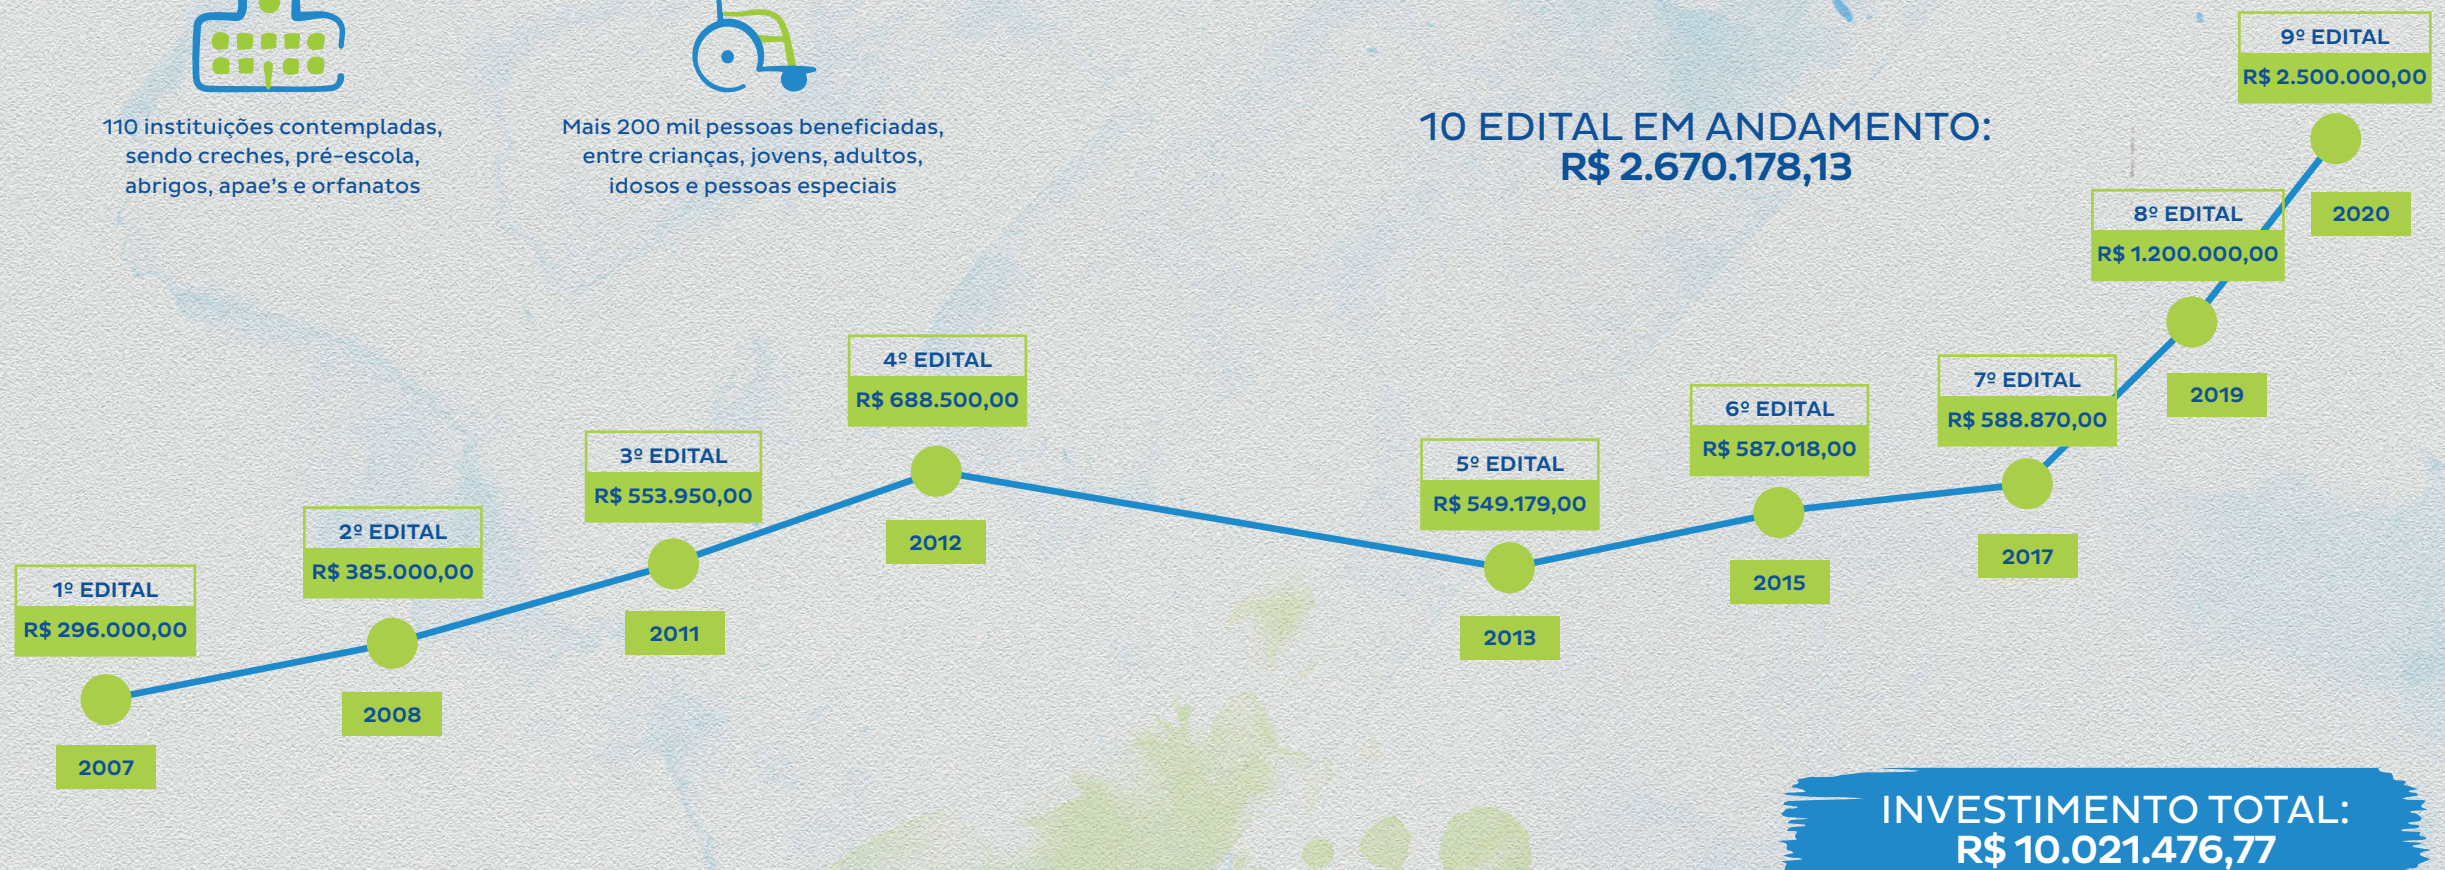 110 instituições contempladas,
sendo creches, pré-escola,
abrigos, apae's e orfanatos
Mais 200 mil pessoas beneficiadas,
entre crianças, jovens, adultos,
idosos e pessoas especiais
10 EDITAL EM ANDAMENTO:
R$ 2.670.178,13
1º EDITAL
R$ 296.000,00
2007
2º EDITAL
R$ 385.000,00
2008
3º EDITAL
R$ 553.950,00
2011
4º EDITAL
R$ 688.500,00
2012
5º EDITAL
R$ 549.179,00
2013
6º EDITAL
R$ 587.018,00
2015
7º EDITAL
R$ 588.870,00
2017
8º EDITAL
R$ 1.200.000,00
2019
9º EDITAL
R$ 2.500.000,00
2020
INVESTIMENTO TOTAL:
R$ 10.021.476,77